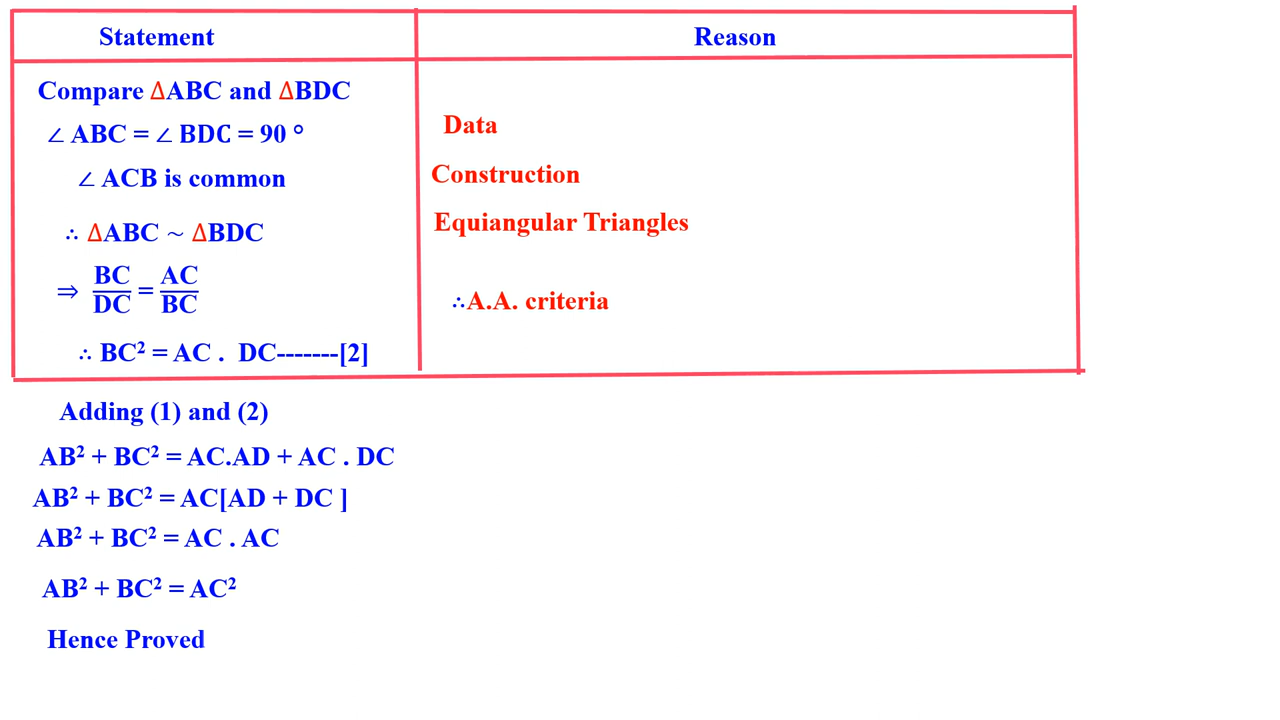 Statement Reason
Compare ΔABC and ΔBDC
Data
∠ ABC = ∠ BDC = 90 °
Construction
∠ ACB is common
Equiangular Triangles
∴ ΔABC ~ ΔBDC
⇒ BC/DC = AC/BC
∴A.A. criteria
∴ BC² = AC . DC-------[2]
Adding (1) and (2)
AB² + BC² = AC.AD + AC . DC
AB² + BC² = AC[AD + DC ]
AB² + BC² = AC . AC
AB² + BC² = AC²
Hence Proved